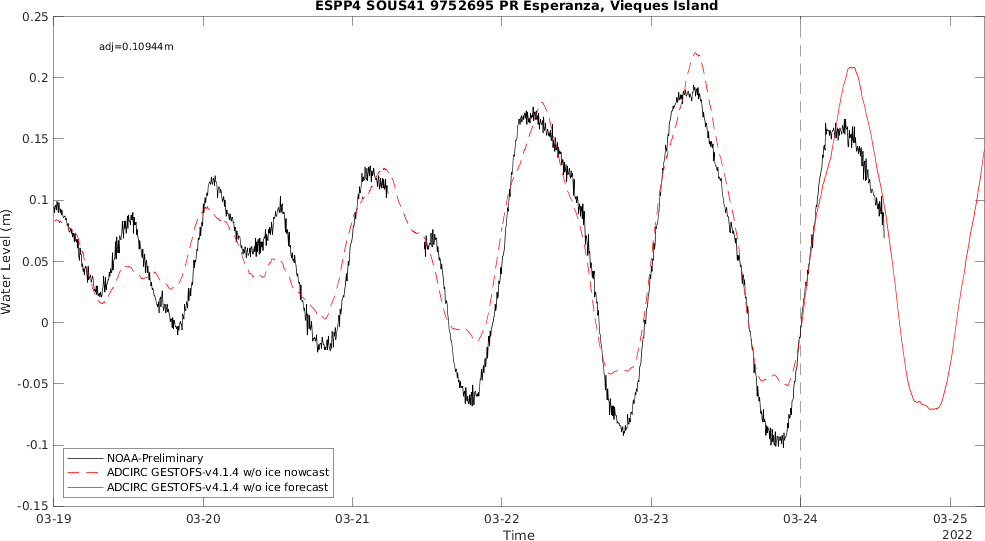 ESPP4 SOUS41 9752695 PR Esperanza, Vieques Island
adj=0.10944m
Water Level (m)
0.25
0.2
0.15
0.1
0.05
0
-0.05
-0.1
-0.15
NOAA-Preliminary
ADCIRC GESTOFS-v4.1.4 w/o ice nowcast
ADCIRC GESTOFS-v4.1.4 w/o ice forecast
03-19 03-20 03-21 03-22 03-23 03-24 03-25
Time
2022